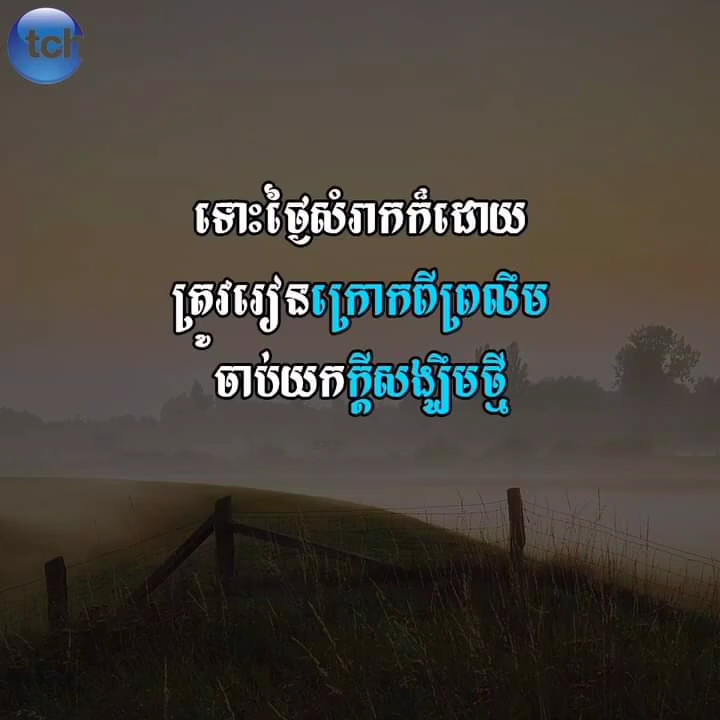 tch
ទោះថ្ងៃសំរាកក៏ដោយ
ត្រូវរៀនក្រោកពីព្រលឹម
ចាប់យកក្ដីសង្ឃឹមថ្មី